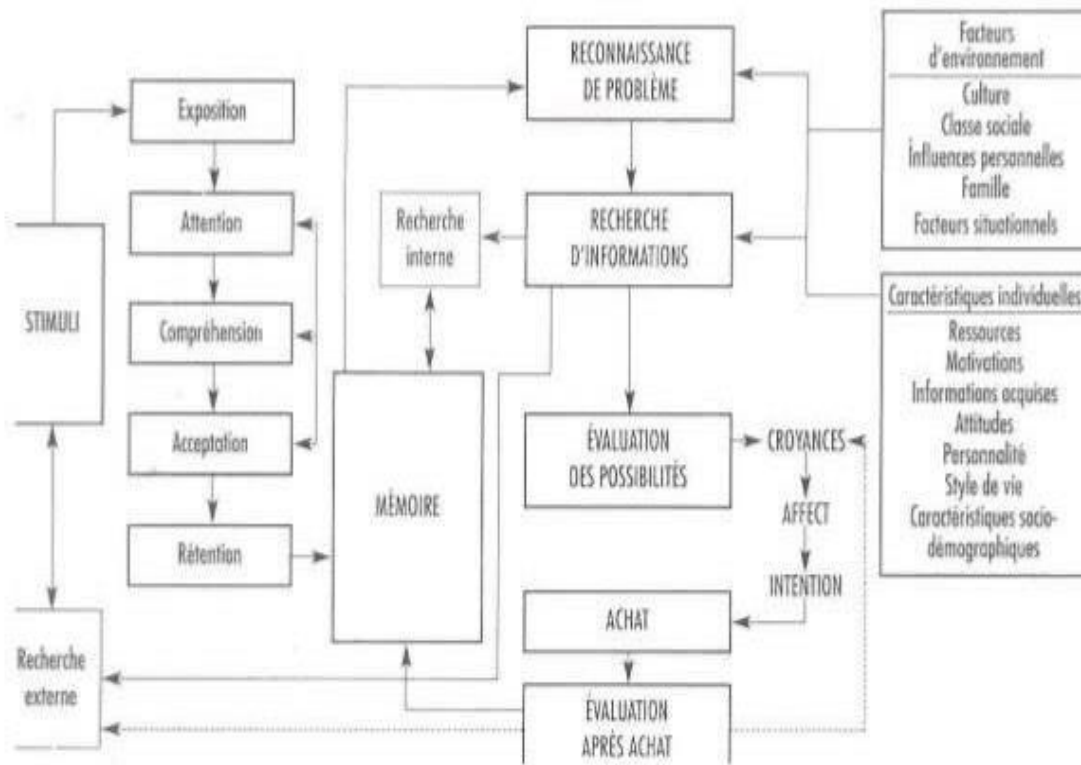 STIMULI
Recherche
externe
Exposition
Attention
Compréhension
Acceptation
Rétention
Recherche
interne
MÉMOIRE
RECONNAISSANCE
DE PROBLÈME
RECHERCHE
D'INFORMATIONS
ÉVALUATION
DES POSSIBILITÉS
CROYANCES
AFFECT
INTENTION
ACHAT
ÉVALUATION
APRÈS ACHAT
Facteurs
d'environnement
Culture
Classe sociale
Influences personnelles
Famille
Facteurs situationnels
Caractéristiques individuelles
Ressources
Motivations
Informations acquises
Attitudes
Personnalité
Style de vie
Caractéristiques socio-
démographiques